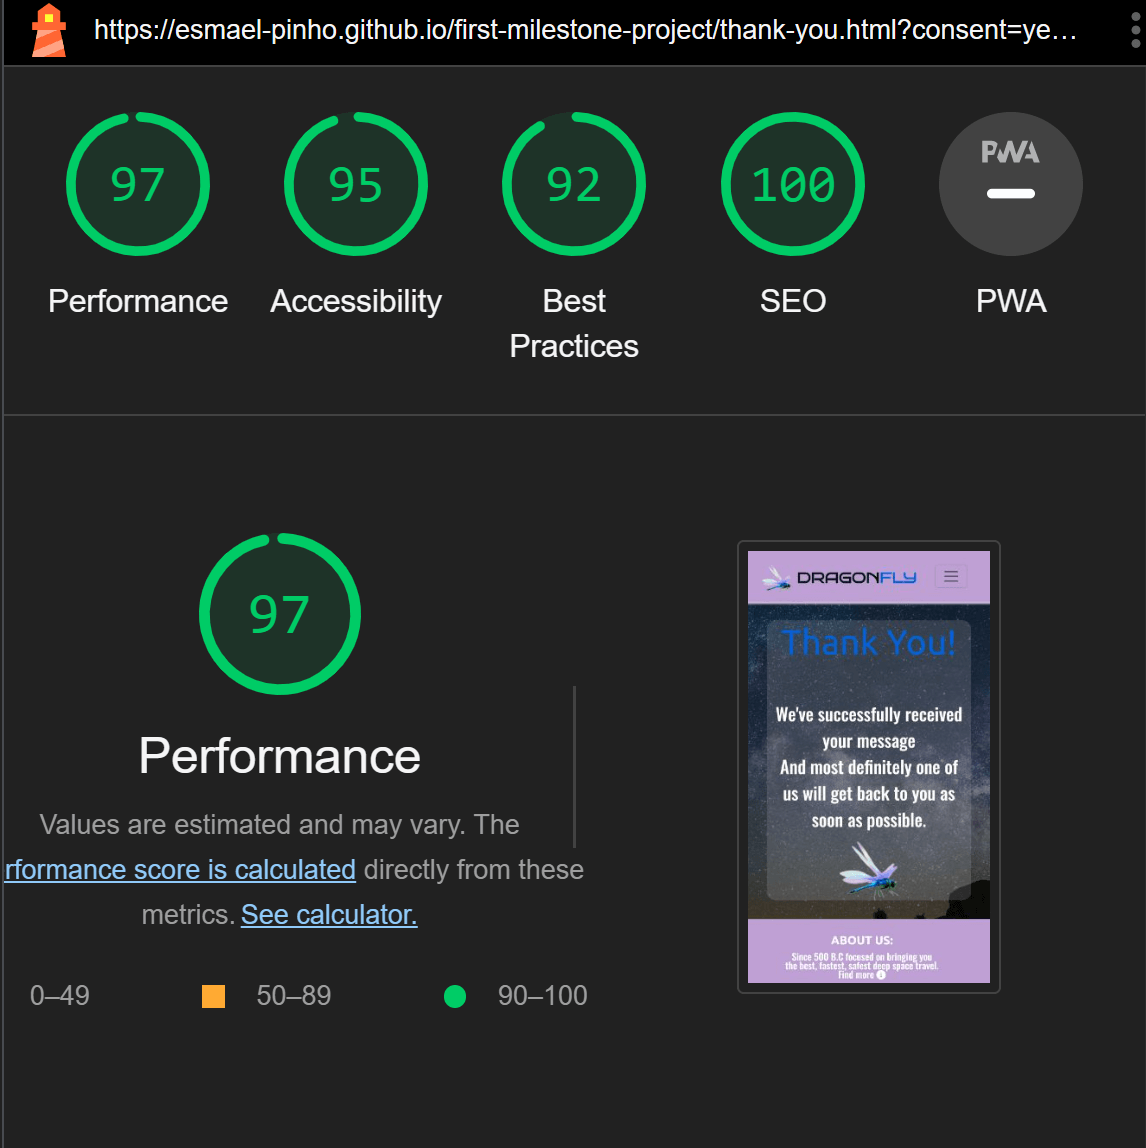 https://esmael-pinho.github.io/first-milestone-project/thank-you.html?consent=ye…
97
95
92
100
PWA
Performance
Accessibility
Best
Practices
SEO
PWA
97
Performance
Values are estimated and may vary. The
rformance score is calculated directly from these
metrics. See calculator.
0–49
50–89
90–100
DRAGONFLY
Thank You!
We've successfully received
your message
And most definitely one of
us will get back to you as
soon as possible.
ABOUT US:
Since 500 B.C focused on bringing you
the best, fastest, safest deep space travel.
Find more